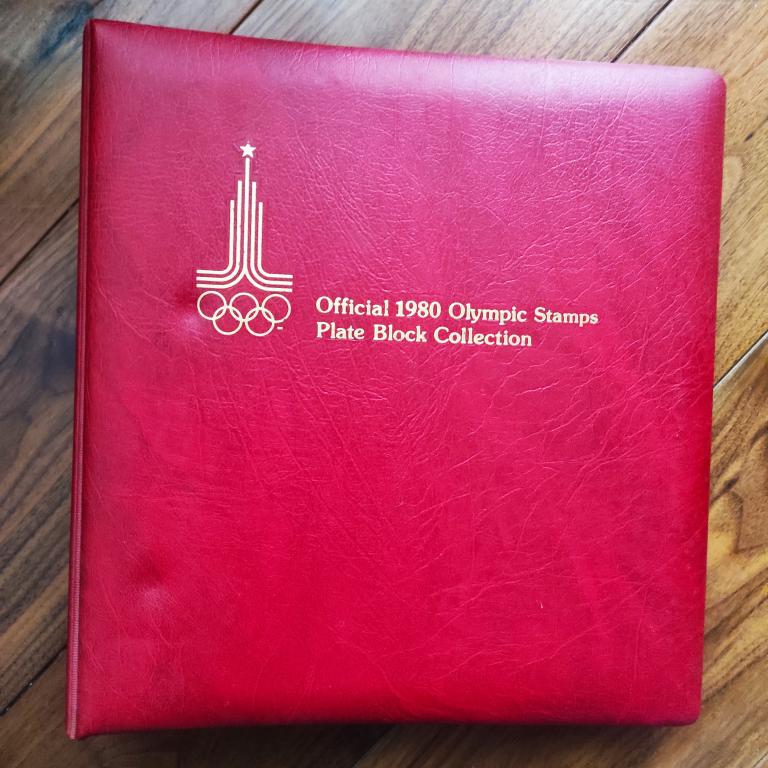 Official 1980 Olympic Stamps
Plate Block Collection